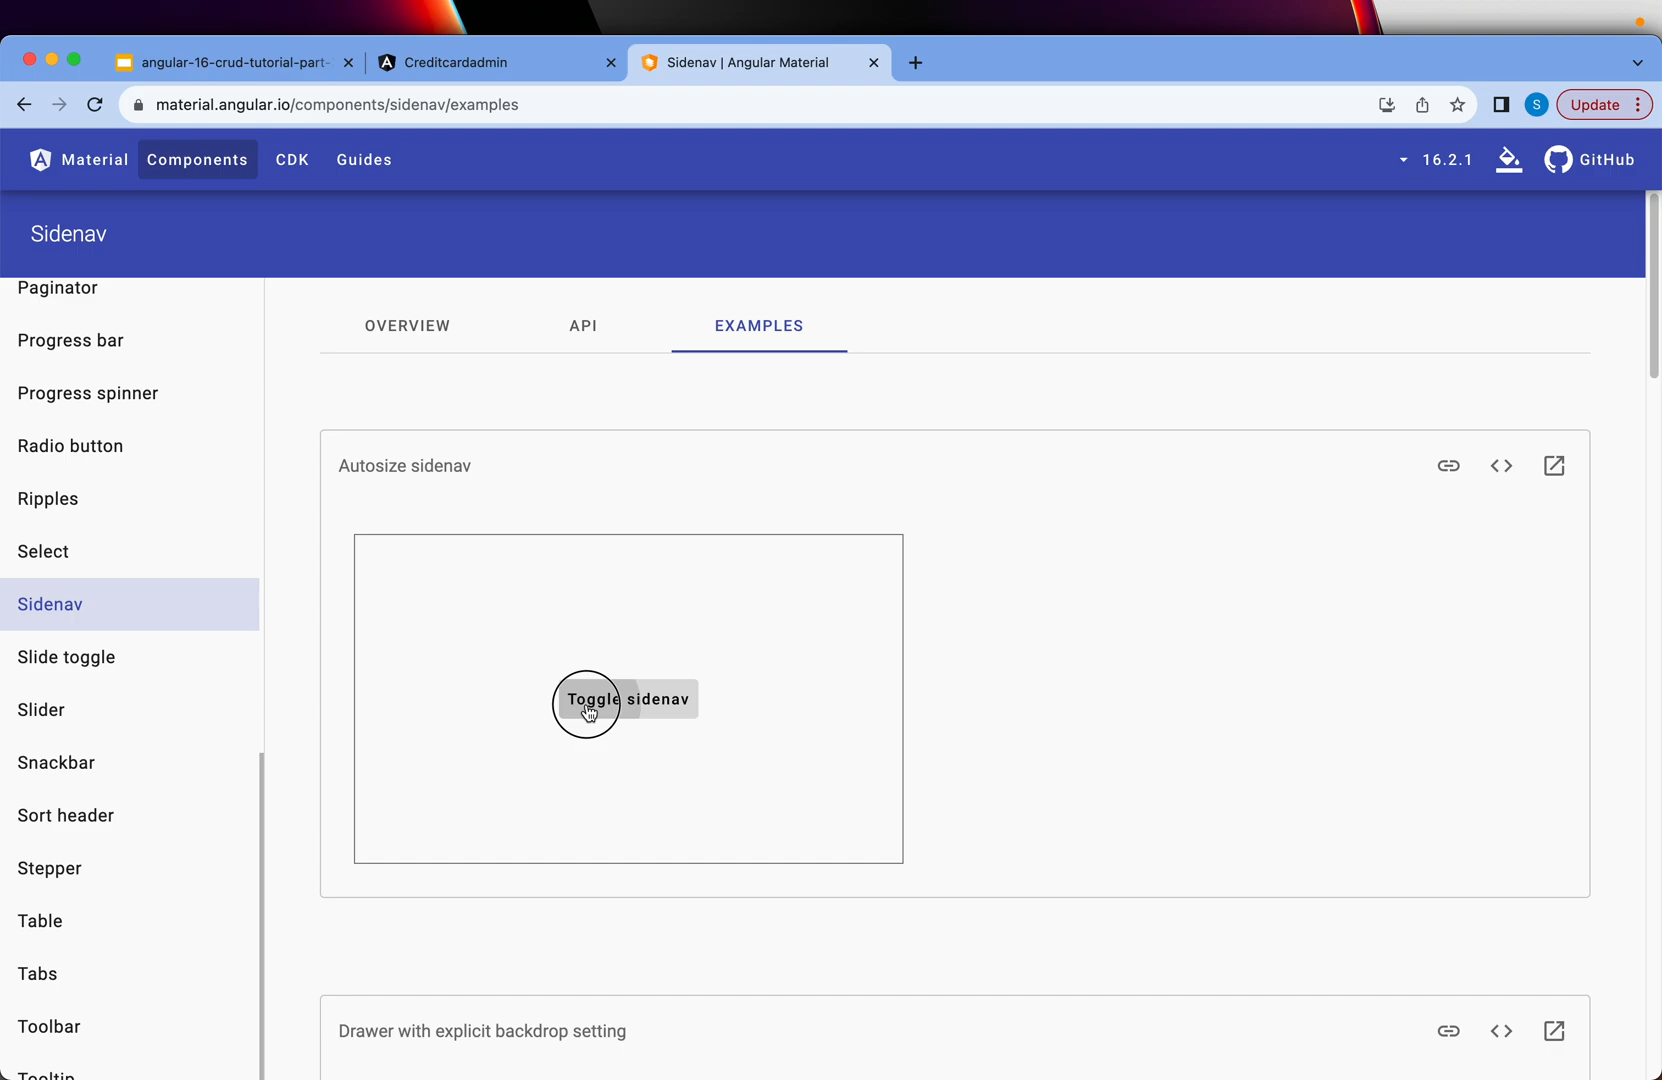 angular-16-crud-tutorial-part-
Creditcardadmin
Sidenav | Angular Material
material.angular.io/components/sidenav/examples
S
Update
Material
Components
CDK
Guides
16.2.1
GitHub
Sidenav
Paginator
Progress bar
Progress spinner
Radio button
Ripples
Select
Sidenav
Slide toggle
Slider
Snackbar
Sort header
Stepper
Table
Tabs
Toolbar
Tooltip
OVERVIEW
API
EXAMPLES
Autosize sidenav
Toggle sidenav
Drawer with explicit backdrop setting